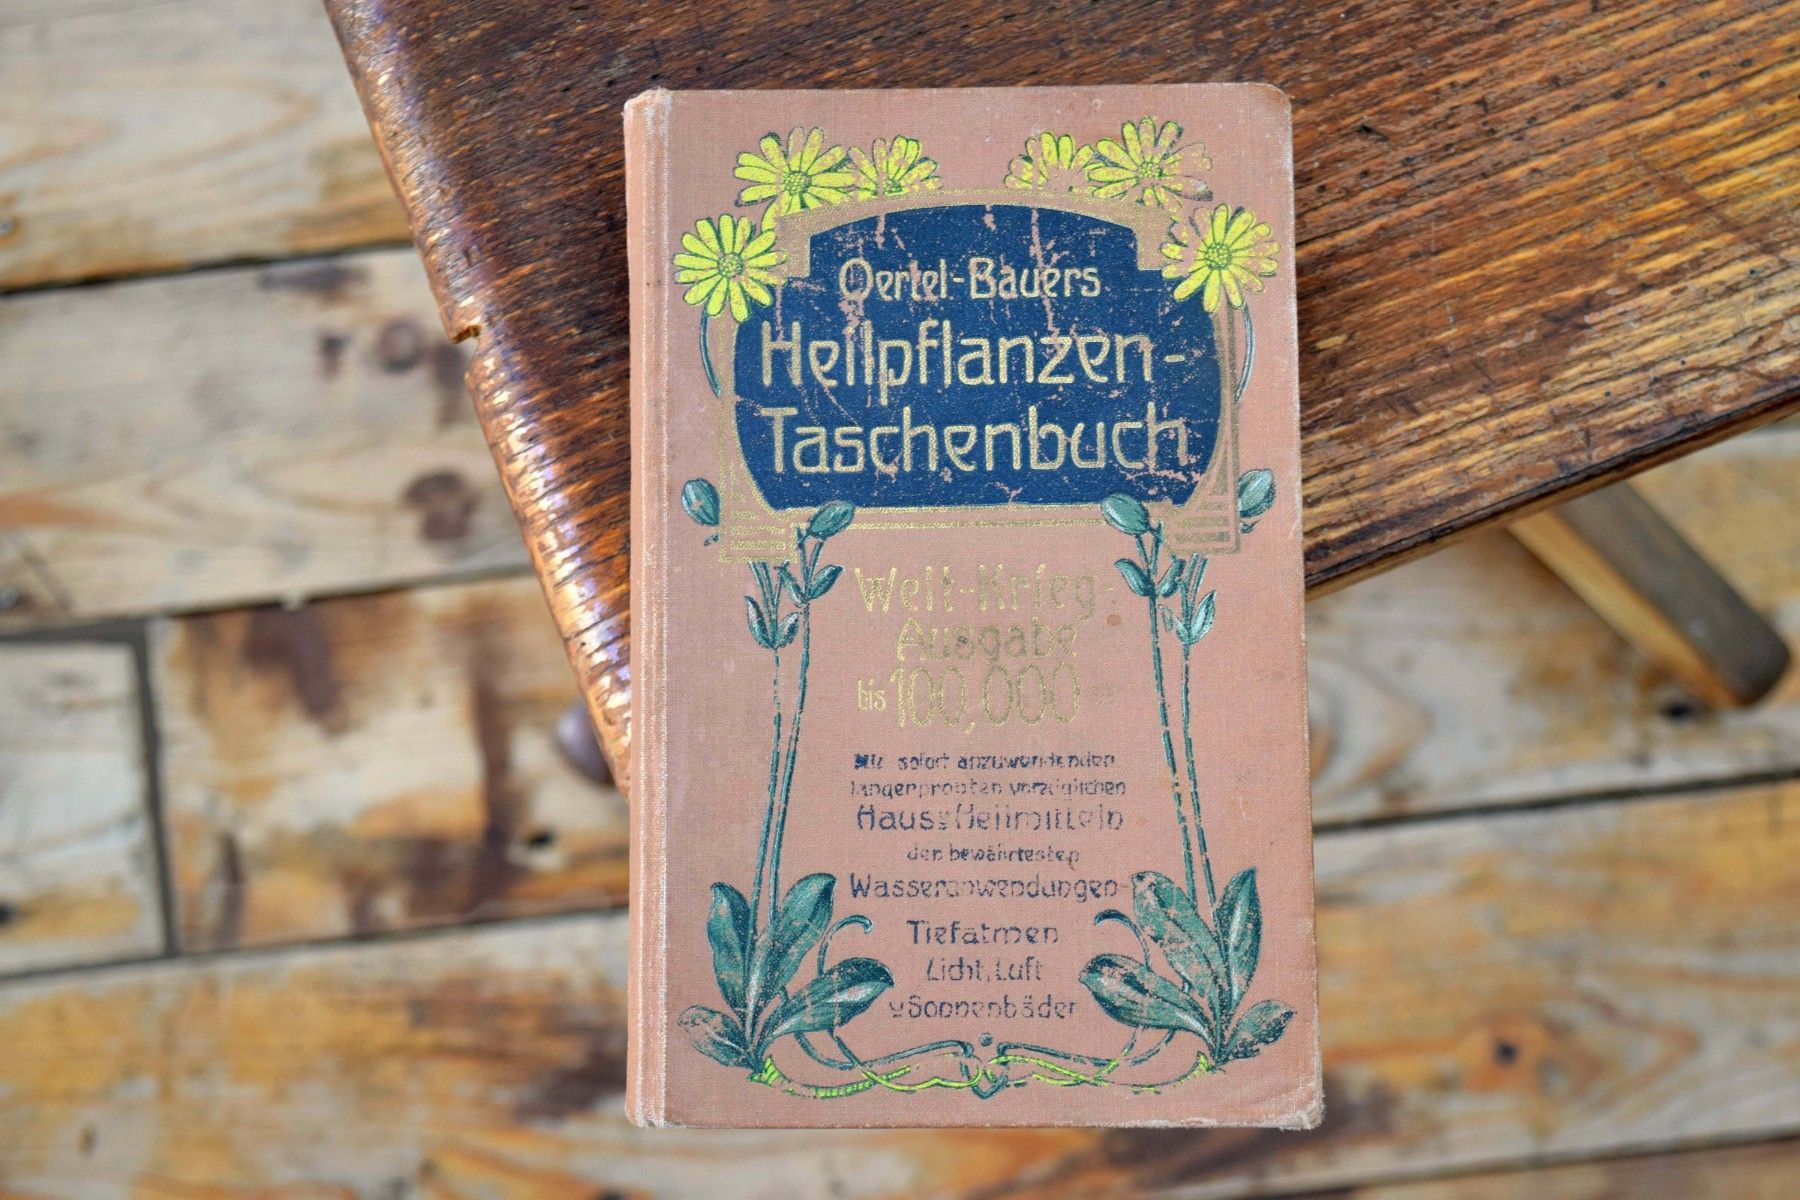 Oertel-Bauers
Heilpflanzen-
Taschenbuch
Welt-Krieg-
Ausgabe
bis 100,000
Mit sofort anzuwendenden
langerprobten vorzüglichen
Haus u Heilmitteln
den bewährtesten
Wasseranwendungen-
Tiefatmen
Licht, Luft
u Sonnenbäder